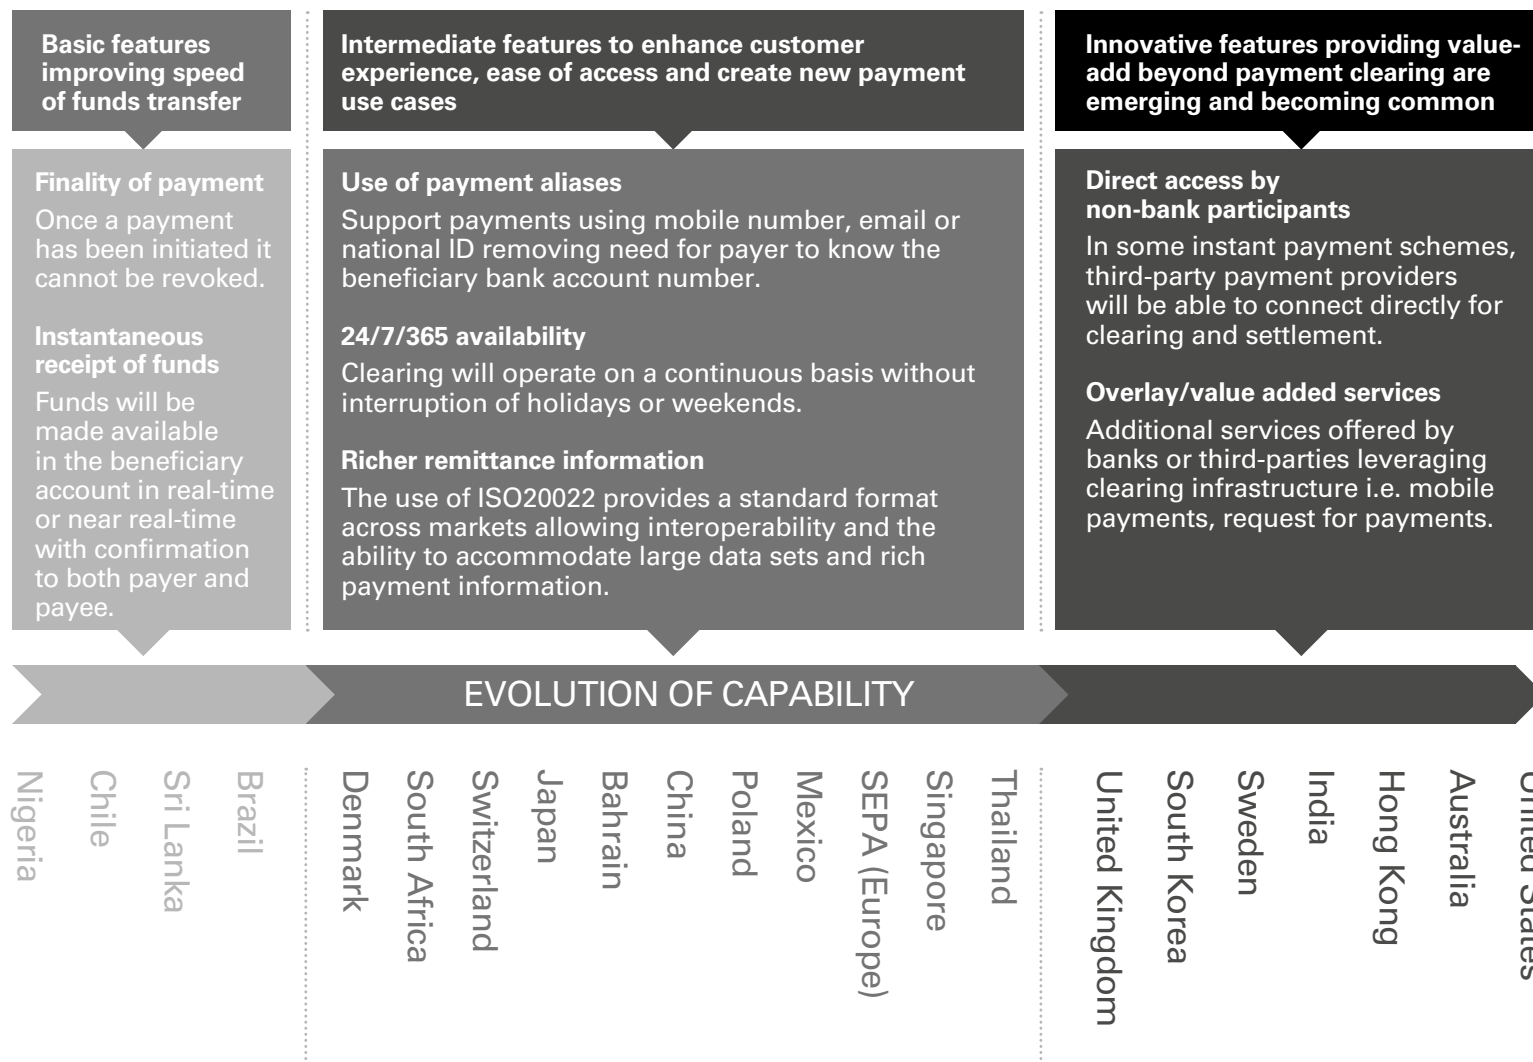 Basic features
improving speed
of funds transfer
Finality of payment
Once a payment
has been initiated it
cannot be revoked.
Instantaneous
receipt of funds
Funds will be
made available
in the beneficiary
account in real-time
or near real-time
with confirmation
to both payer and
payee.
Intermediate features to enhance customer
experience, ease of access and create new payment
use cases
Use of payment aliases
Support payments using mobile number, email or
national ID removing need for payer to know the
beneficiary bank account number.
24/7/365 availability
Clearing will operate on a continuous basis without
interruption of holidays or weekends.
Richer remittance information
The use of ISO20022 provides a standard format
across markets allowing interoperability and the
ability to accommodate large data sets and rich
payment information.
Innovative features providing value-
add beyond payment clearing are
emerging and becoming common
Direct access by
non-bank participants
In some instant payment schemes,
third-party payment providers
will be able to connect directly for
clearing and settlement.
Overlay/value added services
Additional services offered by
banks or third-parties leveraging
clearing infrastructure i.e. mobile
payments, request for payments.
EVOLUTION OF CAPABILITY
Nigeria
Chile
Sri Lanka
Brazil
Denmark
South Africa
Switzerland
Japan
Bahrain
China
Poland
Mexico
SEPA (Europe)
Singapore
Thailand
United Kingdom
South Korea
Sweden
India
Hong Kong
Australia
United States